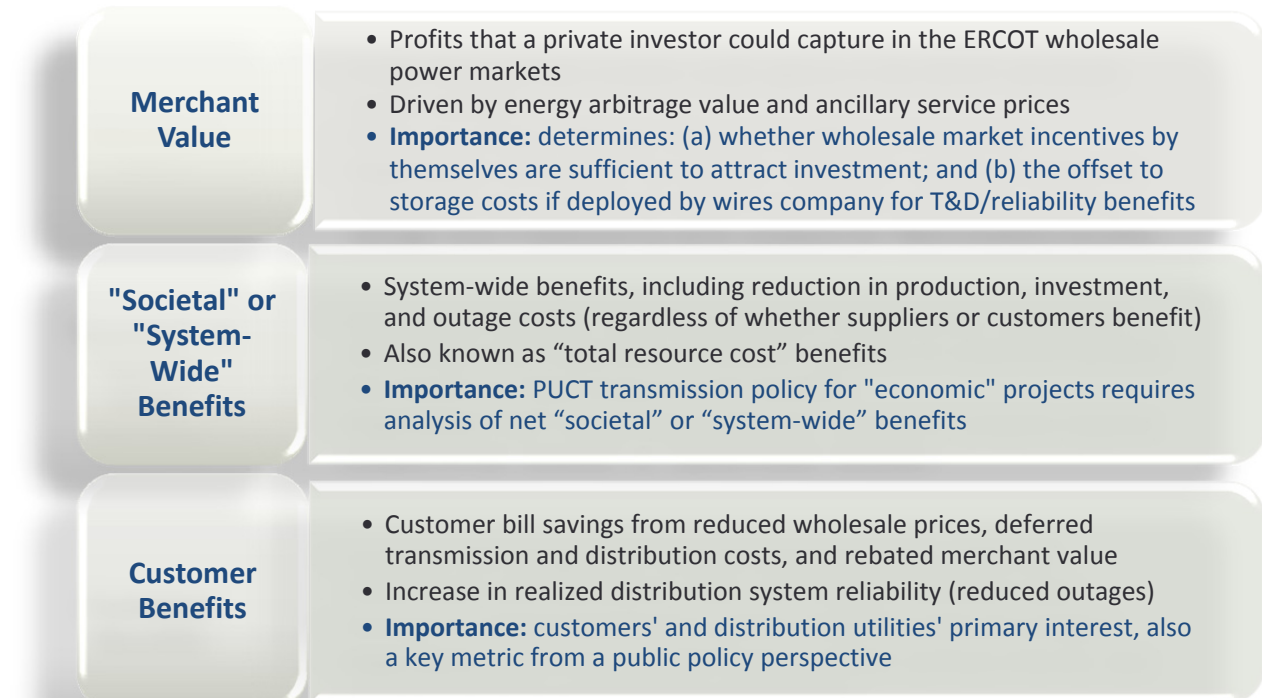 Merchant
Value
• Profits that a private investor could capture in the ERCOT wholesale
power markets
• Driven by energy arbitrage value and ancillary service prices
• Importance: determines: (a) whether wholesale market incentives by
themselves are sufficient to attract investment; and (b) the offset to
storage costs if deployed by wires company for T&D/reliability benefits
"Societal" or
"System-
Wide"
Benefits
• System-wide benefits, including reduction in production, investment,
and outage costs (regardless of whether suppliers or customers benefit)
• Also known as “total resource cost” benefits
• Importance: PUCT transmission policy for "economic" projects requires
analysis of net “societal” or “system-wide” benefits
Customer
Benefits
• Customer bill savings from reduced wholesale prices, deferred
transmission and distribution costs, and rebated merchant value
• Increase in realized distribution system reliability (reduced outages)
• Importance: customers' and distribution utilities' primary interest, also
a key metric from a public policy perspective